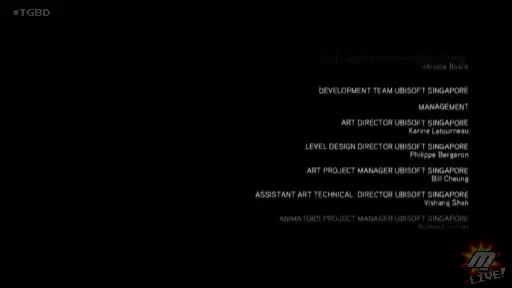 #TGBD
DEVELOPMENT TEAM UBISOFT SINGAPORE
MANAGEMENT
ART DIRECTOR UBISOFT SINGAPORE
Karine Letourneau
LEVEL DESIGN DIRECTOR UBISOFT SINGAPORE
Philippe Bergeron
ART PROJECT MANAGER UBISOFT SINGAPORE
Bill Cheung
ASSISTANT ART TECHNICAL DIRECTOR UBISOFT SINGAPORE
Vishang Shah
ANIMATORS PROJECT MANAGER UBISOFT SINGAPORE
LIVE!